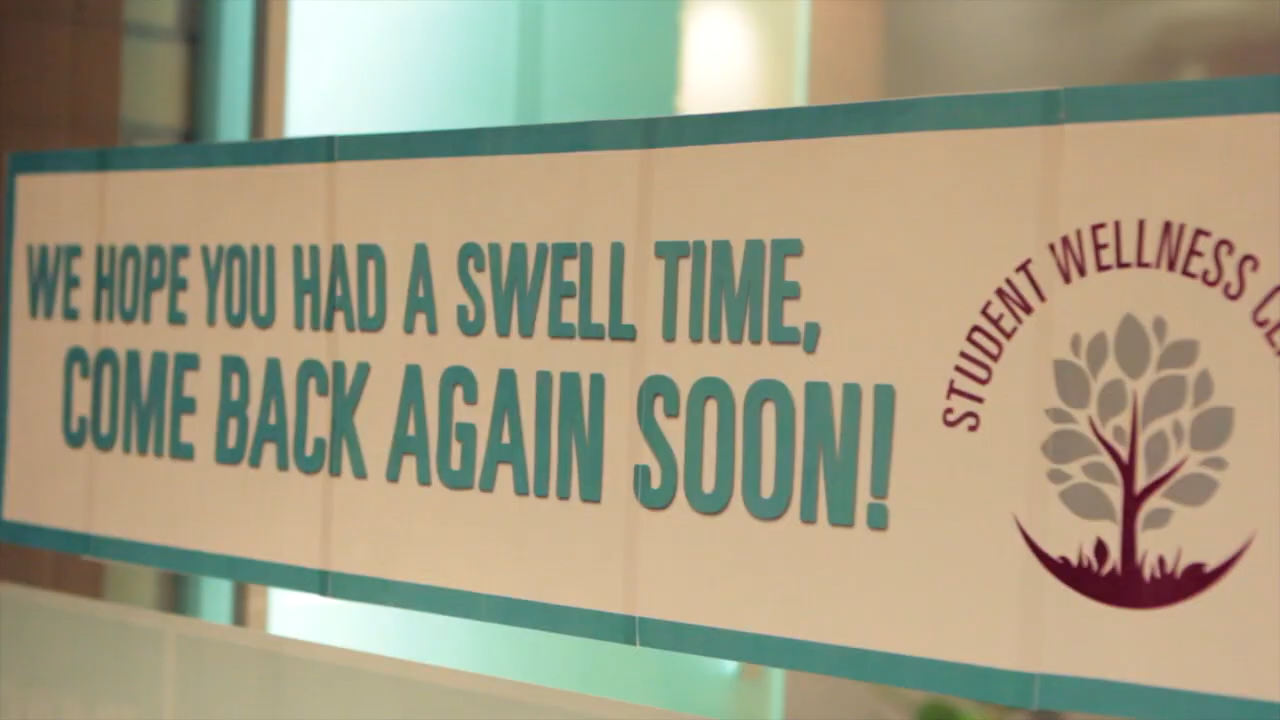 WE HOPE YOU HAD A SWELL TIME,
COME BACK AGAIN SOON!
STUDENT WELLNESS